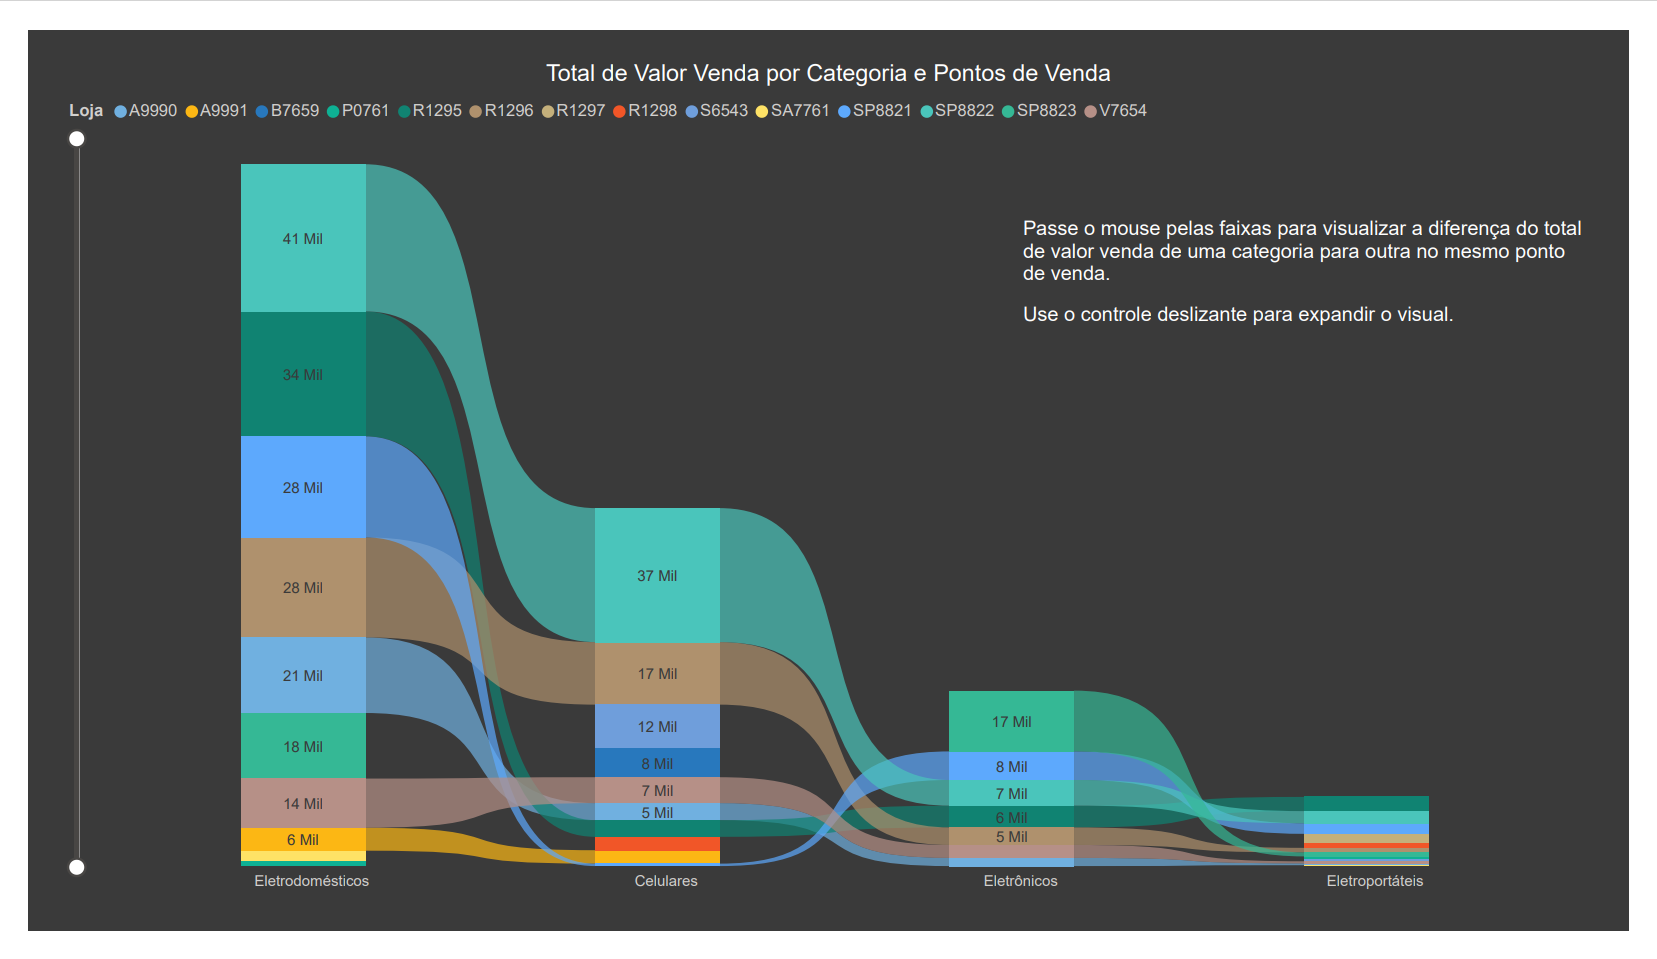 Total de Valor Venda por Categoria e Pontos de Venda
Loja A9990 A9991 B7659 P0761 R1295 R1296 R1297 R1298 S6543 SA7761 SP8821 SP8822 SP8823 V7654
Passe o mouse pelas faixas para visualizar a diferença do total
de valor venda de uma categoria para outra no mesmo ponto
de venda.
Use o controle deslizante para expandir o visual.
41 Mil
34 Mil
28 Mil
28 Mil
21 Mil
18 Mil
14 Mil
6 Mil
37 Mil
17 Mil
12 Mil
8 Mil
7 Mil
5 Mil
17 Mil
8 Mil
7 Mil
6 Mil
5 Mil
Eletrodomésticos Celulares Eletrônicos Eletroportáteis